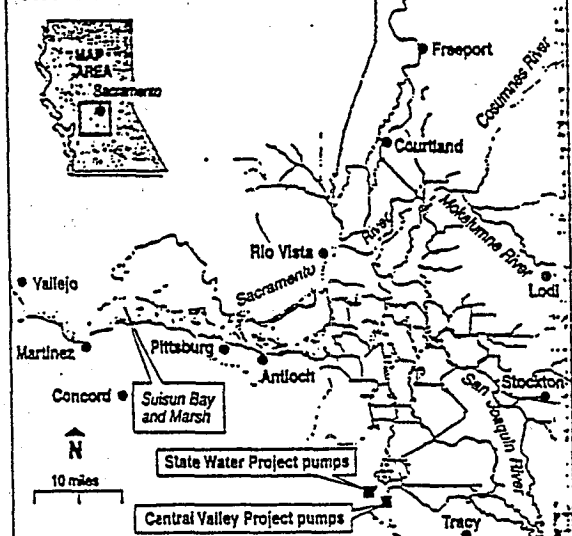 MAP
AREA
Sacramento
Freeport
Cosumnes River
Courtland
Mokelumne River
River
Rio Vista
Sacramento
Vallejo
Lodi
Martinez
Pittsburg
Antioch
Concord
Suisun Bay
and Marsh
Stockton
San Joaquin River
N
10 miles
State Water Project pumps
Central Valley Project pumps
Tracy